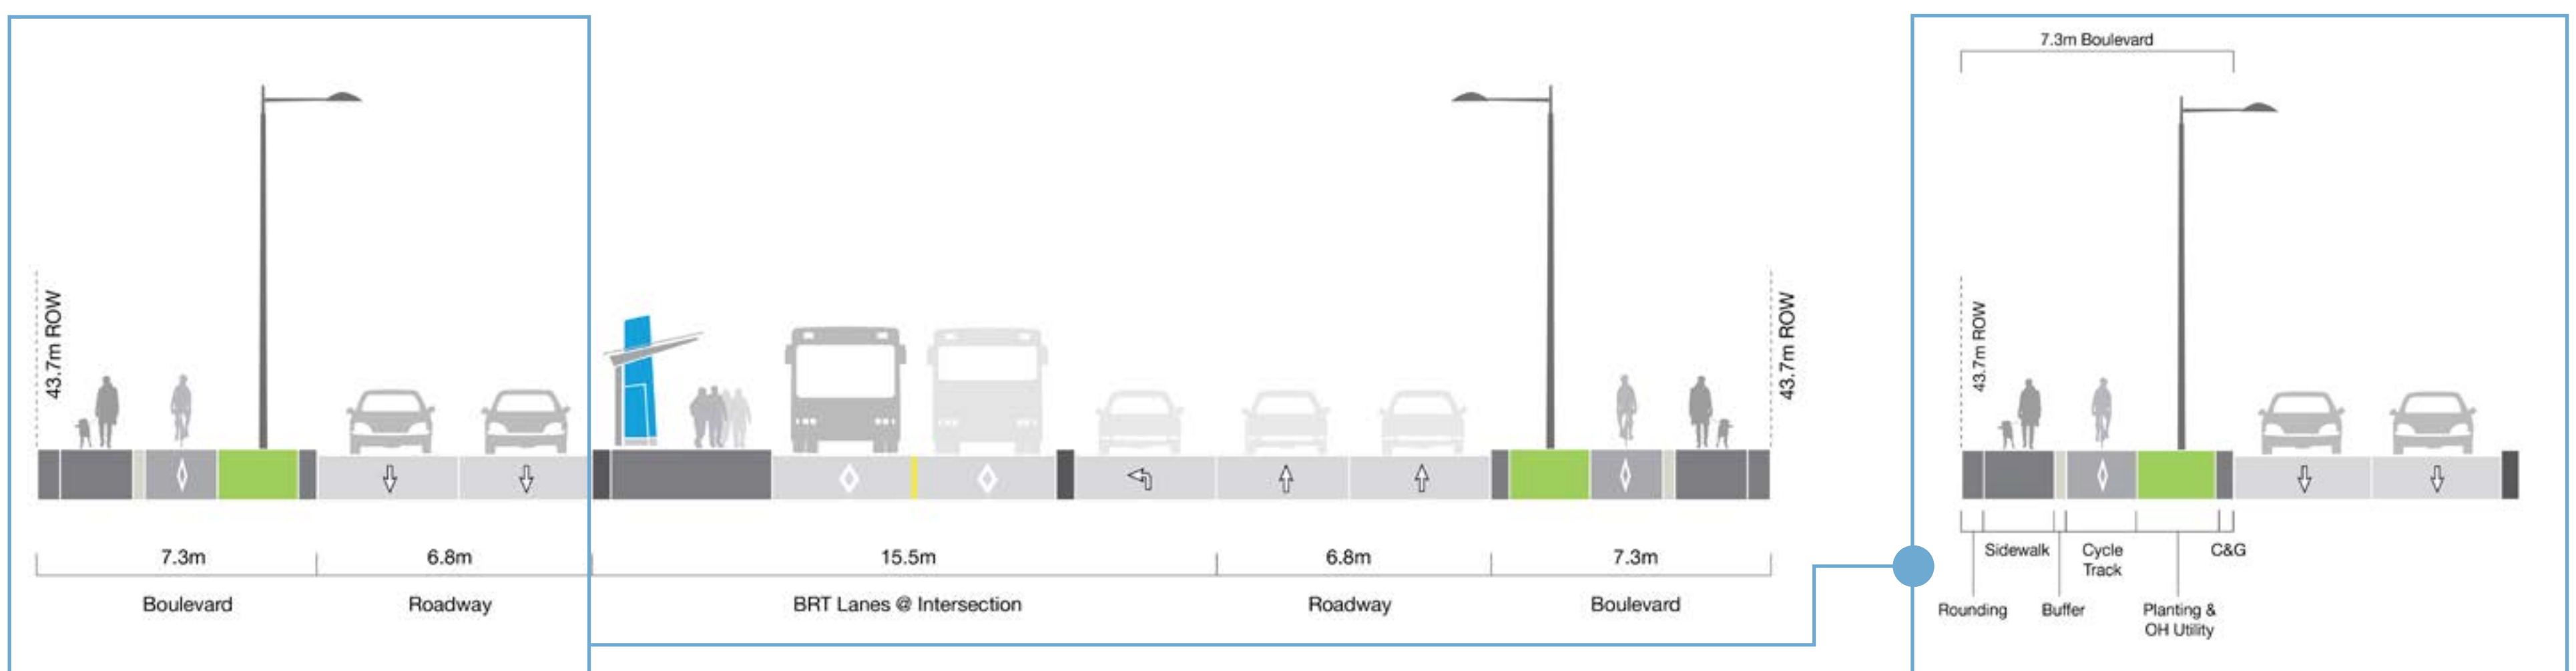 43.7m ROW
43.7m ROW
7.3m
6.8m
15.5m
6.8m
7.3m
Boulevard
Roadway
BRT Lanes @ Intersection
Roadway
Boulevard
7.3m Boulevard
43.7m ROW
Sidewalk
Cycle
Track
C&G
Rounding
Buffer
Planting &
OH Utility